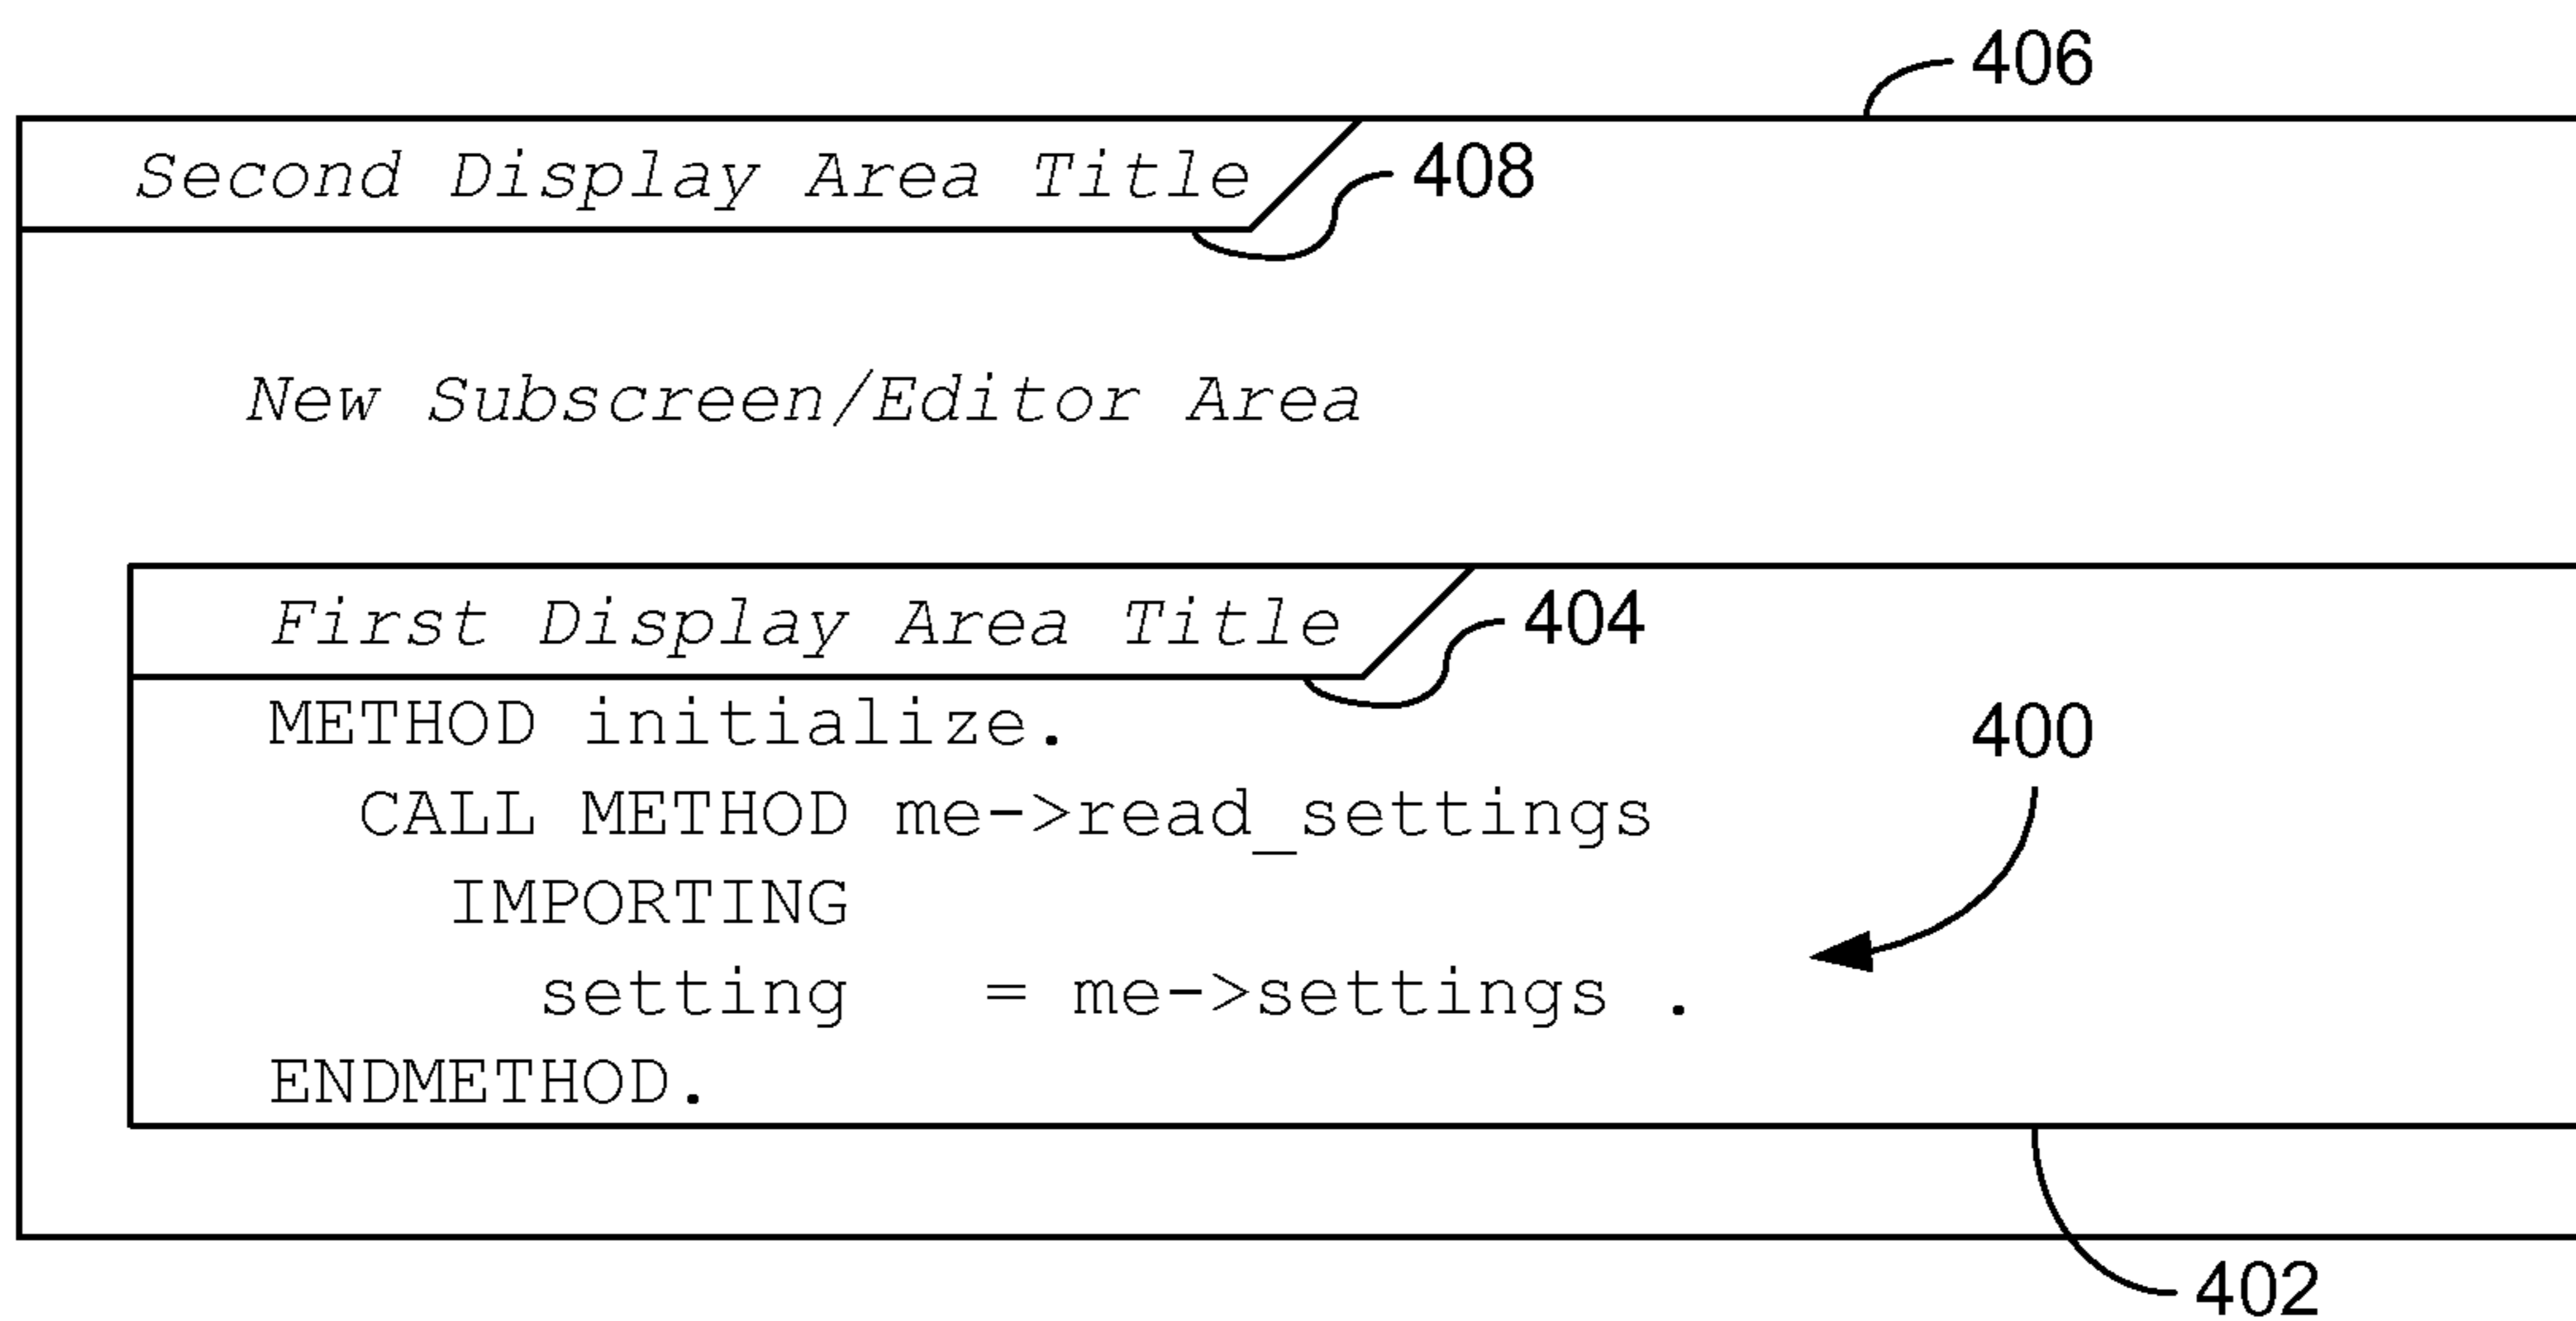 406
Second Display Area Title
408
New Subscreen/Editor Area
First Display Area Title
404
METHOD initialize.
400
CALL METHOD me->read_settings
IMPORTING
setting   = me->settings .
ENDMETHOD.
402